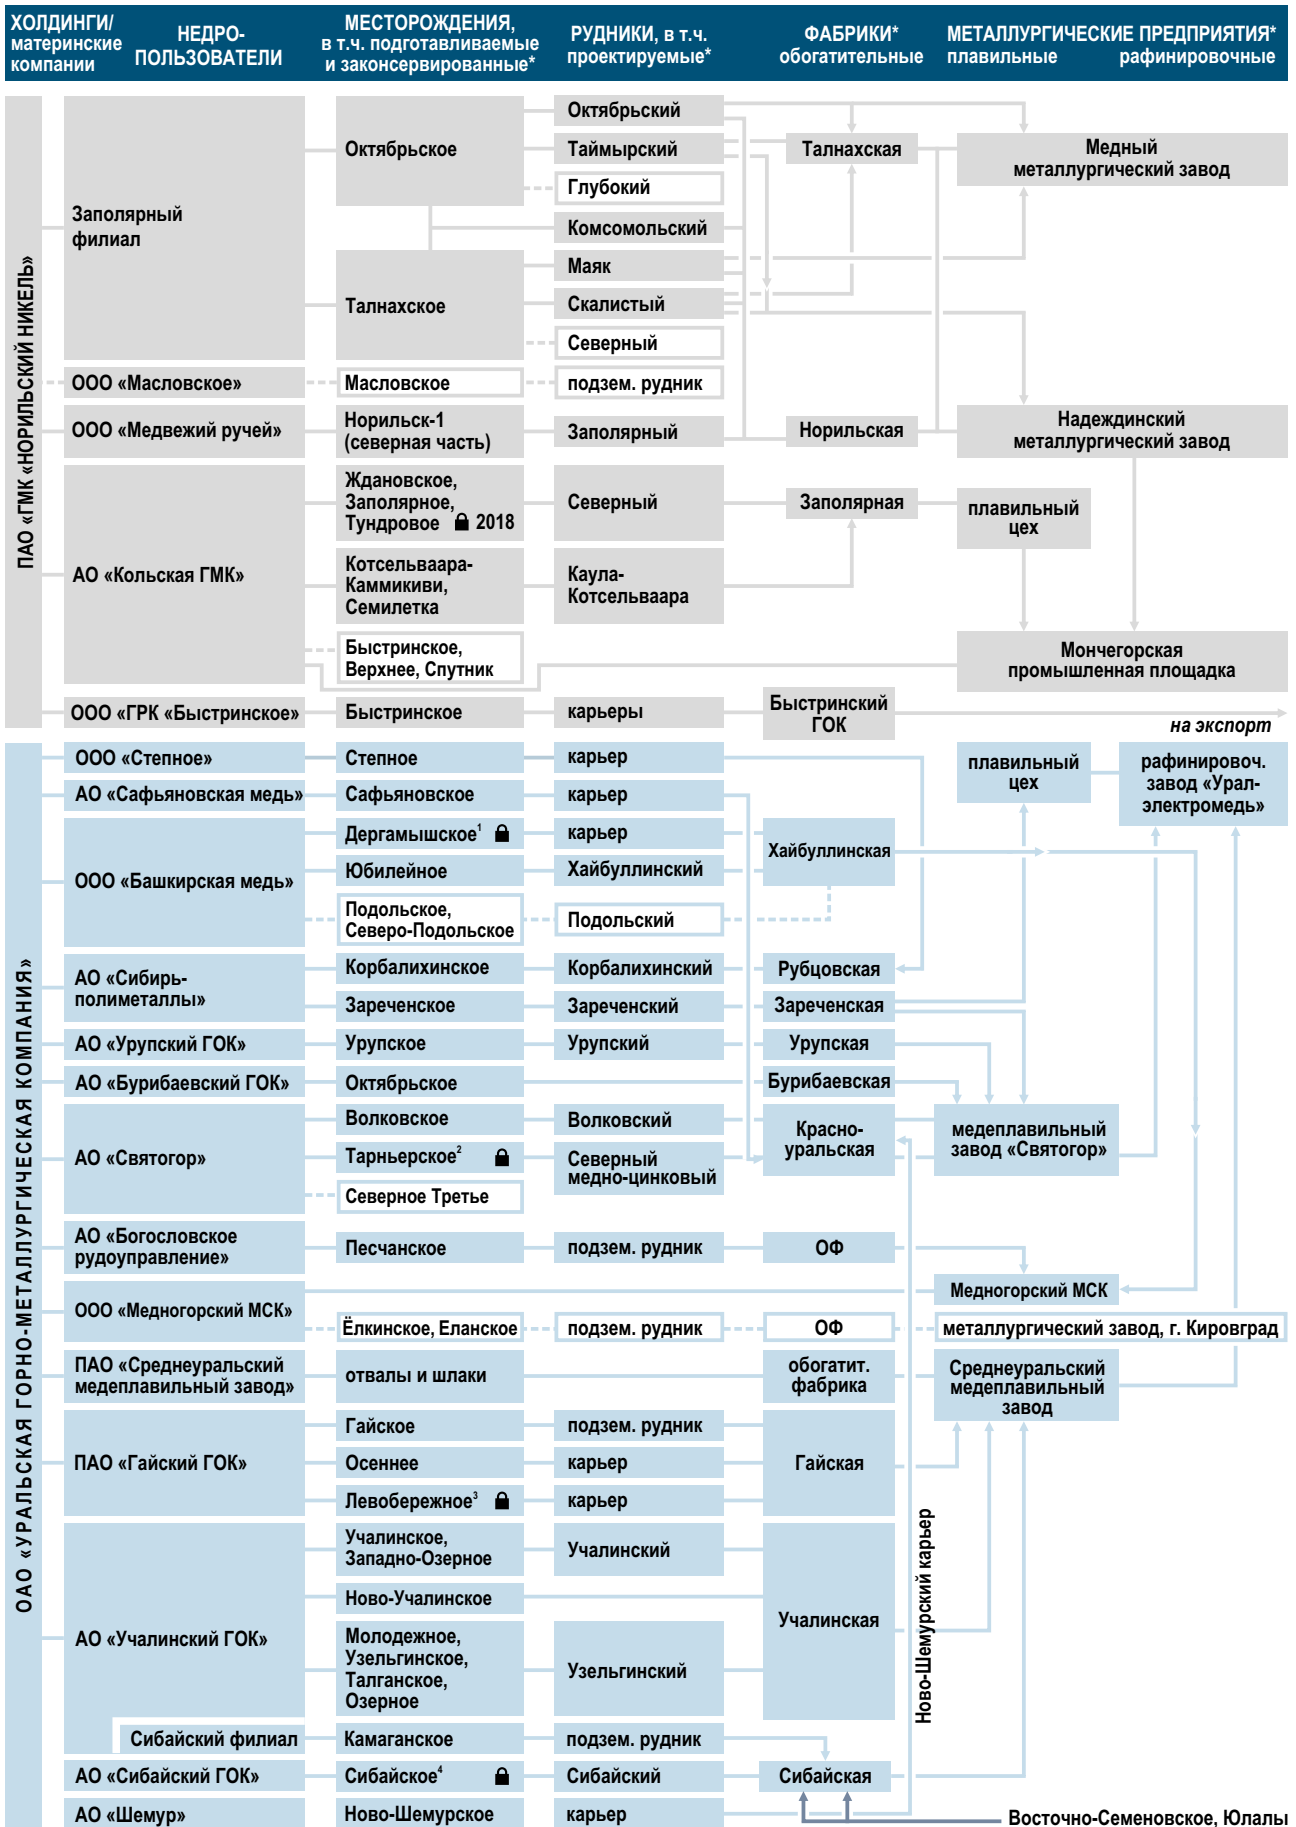 ХОЛДИНГИ/
материнские
компании
НЕДРО-
ПОЛЬЗОВАТЕЛИ
МЕСТОРОЖДЕНИЯ,
в т.ч. подготавливаемые
и законсервированные*
РУДНИКИ, в т.ч.
проектируемые*
ФАБРИКИ*
обогатительные
МЕТАЛЛУРГИЧЕСКИЕ ПРЕДПРИЯТИЯ*
плавильные рафинировочные
ПАО «ГМК «НОРИЛЬСКИЙ НИКЕЛЬ»
Заполярный
филиал
Октябрьское
Октябрьский
Таймырский
Глубокий
Комсомольский
Талнахское
Маяк
Скалистый
Северный
Талнахская
Медный
металлургический завод
ООО «Масловское»
Масловское
подзем. рудник
ООО «Медвежий ручей»
Норильск-1
(северная часть)
Заполярный
Норильская
Надеждинский
металлургический завод
АО «Кольская ГМК»
Ждановское,
Заполярное,
Тундровое 2018
Северный
Заполярная
плавильный
цех
Котсельваара-
Каммикиви,
Семилетка
Каула-
Котсельваара
Быстринское,
Верхнее, Спутник
Мончегорская
промышленная площадка
ООО «ГРК «Быстринское»
Быстринское
карьеры
Быстринский
ГОК
на экспорт
ОАО «УРАЛЬСКАЯ ГОРНО-МЕТАЛЛУРГИЧЕСКАЯ КОМПАНИЯ»
ООО «Степное»
Степное
карьер
плавильный
цех
рафинировоч.
завод «Урал-
электромедь»
АО «Сафьяновская медь»
Сафьяновское
карьер
ООО «Башкирская медь»
Дергамышское1
карьер
Хайбуллинская
Юбилейное
Хайбуллинский
Подольское,
Северо-Подольское
Подольский
АО «Сибирь-
полиметаллы»
Корбалихинское
Корбалихинский
Рубцовская
Зареченское
Зареченский
Зареченская
АО «Урупский ГОК»
Урупское
Урупский
Урупская
АО «Бурибаевский ГОК»
Октябрьское
Бурибаевская
АО «Святогор»
Волковское
Волковский
Красно-
уральская
медеплавильный
завод «Святогор»
Тарньерское2
Северный
медно-цинковый
Северное Третье
АО «Богословское
рудоуправление»
Песчанское
подзем. рудник
ОФ
ООО «Медногорский МСК»
Медногорский МСК
Ёлкинское, Еланское
подзем. рудник
ОФ
металлургический завод, г. Кировград
ПАО «Среднеуральский
медеплавильный завод»
отвалы и шлаки
обогатит.
фабрика
Среднеуральский
медеплавильный
завод
ПАО «Гайский ГОК»
Гайское
подзем. рудник
Осеннее
карьер
Гайская
Левобережное3
карьер
АО «Учалинский ГОК»
Учалинское,
Западно-Озерное
Учалинский
Ново-Учалинское
Учалинская
Молодежное,
Узельгинское,
Талганское,
Озерное
Узельгинский
Ново-Шемурский карьер
Сибайский филиал
Камаганское
подзем. рудник
АО «Сибайский ГОК»
Сибайское4
Сибайский
Сибайская
АО «Шемур»
Ново-Шемурское
карьер
Восточно-Семеновское, Юлалы